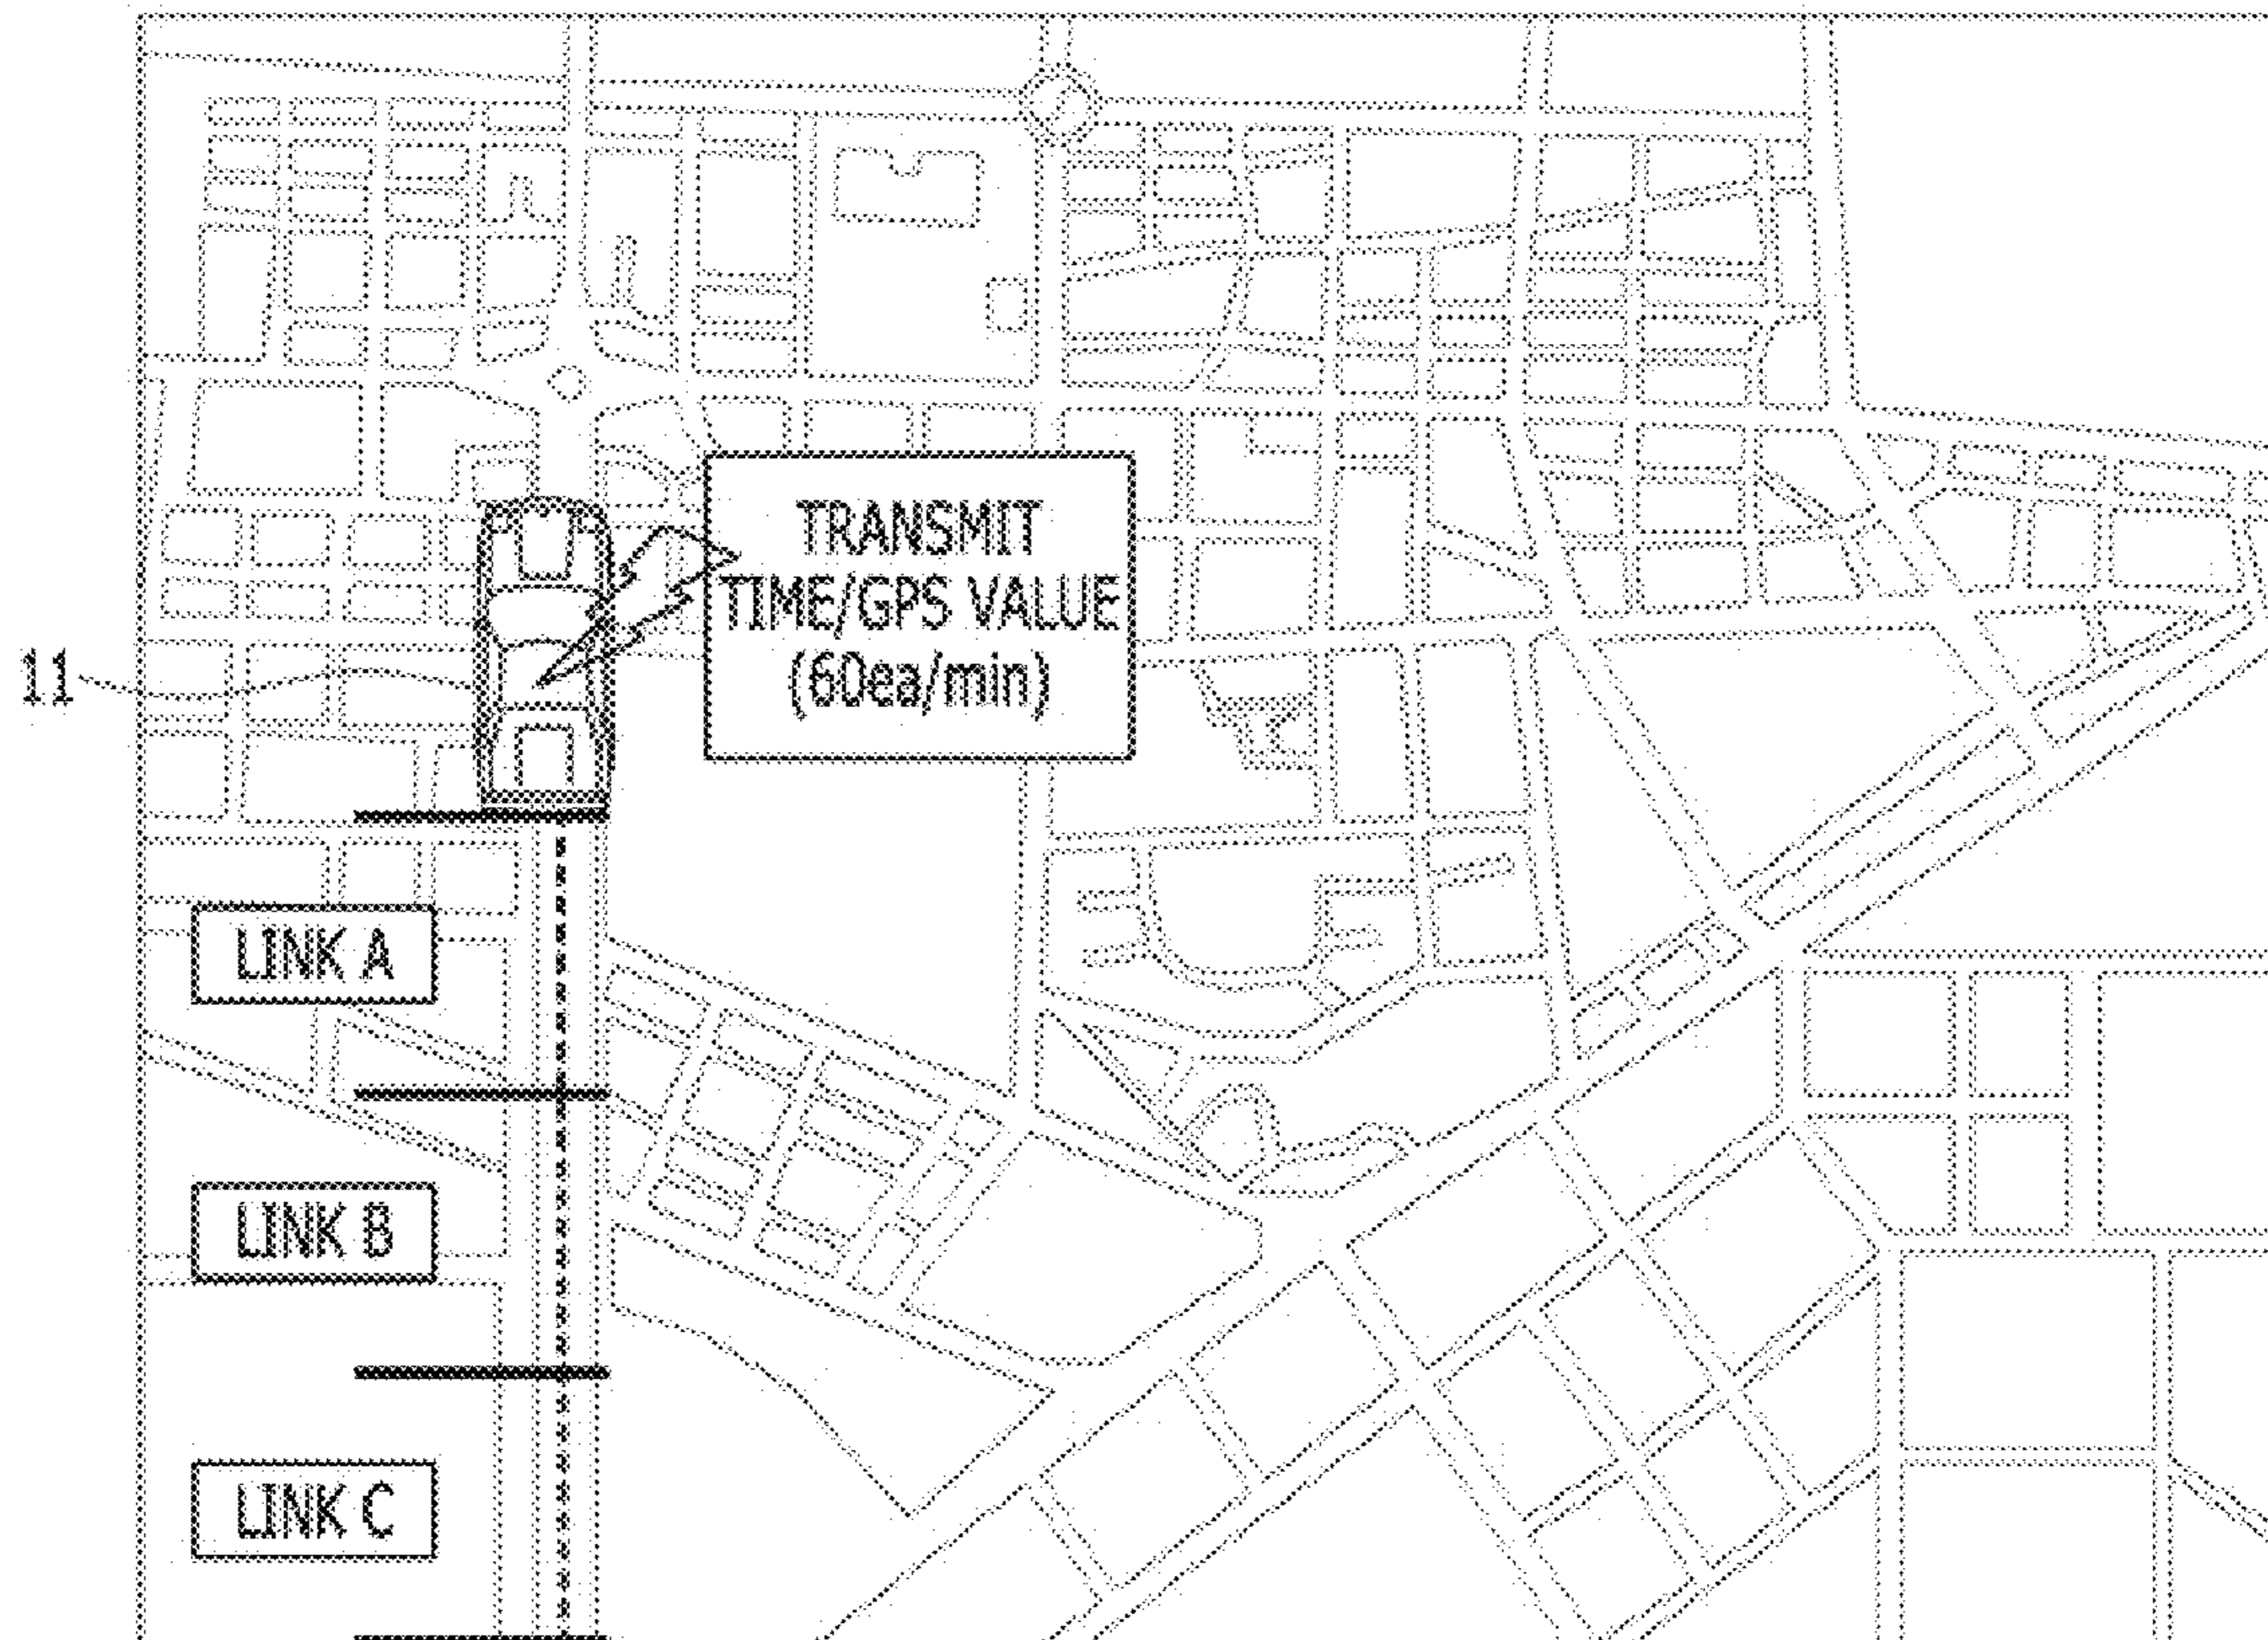 TRANSMIT
TIME/GPS VALUE
(60ea/min)
11
LINK A
LINK B
LINK C